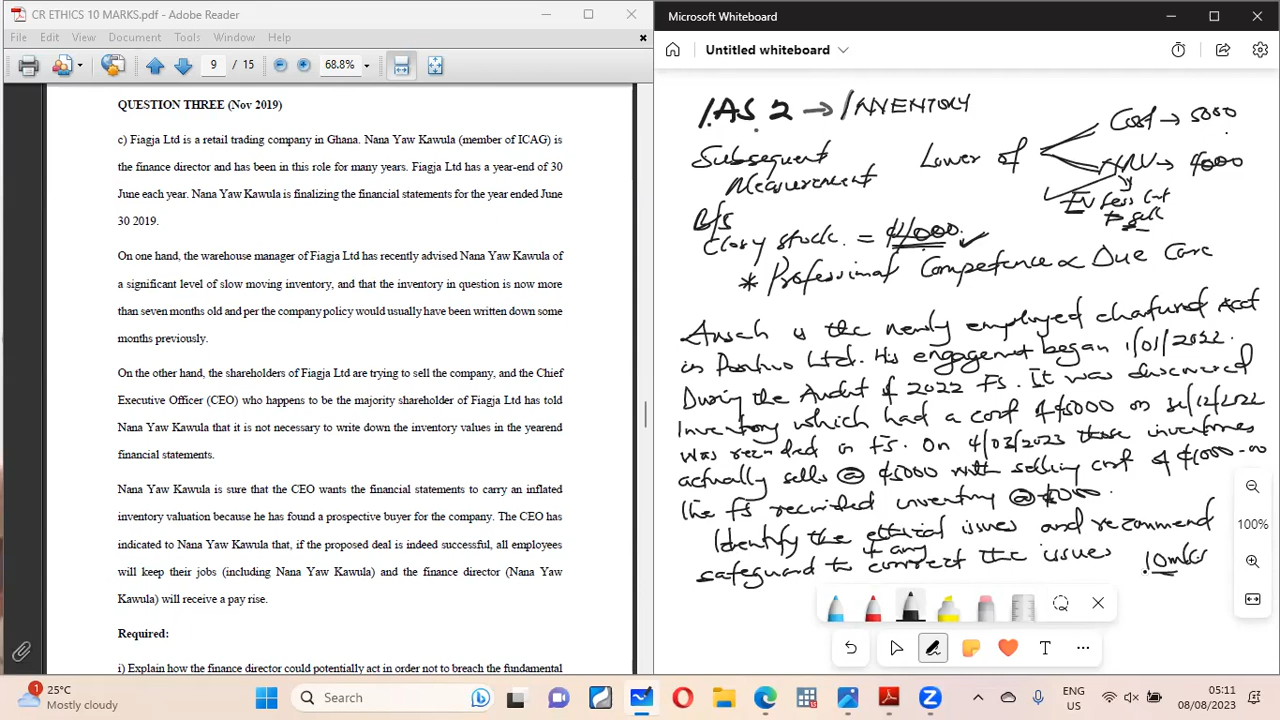 CR ETHICS 10 MARKS.pdf - Adobe Reader
File Edit View Document Tools Window Help
9 / 15 68.8%
QUESTION THREE (Nov 2019)
c) Fiagja Ltd is a retail trading company in Ghana. Nana Yaw Kawula (member of ICAG) is
the finance director and has been in this role for many years. Fiagja Ltd has a year-end of 30
June each year. Nana Yaw Kawula is finalizing the financial statements for the year ended June
30 2019.
On one hand, the warehouse manager of Fiagja Ltd has recently advised Nana Yaw Kawula of
a significant level of slow moving inventory, and that the inventory in question is now more
than seven months old and per the company policy would usually have been written down some
months previously.
On the other hand, the shareholders of Fiagja Ltd are trying to sell the company, and the Chief
Executive Officer (CEO) who happens to be the majority shareholder of Fiagja Ltd has told
Nana Yaw Kawula that it is not necessary to write down the inventory values in the yearend
financial statements.
Nana Yaw Kawula is sure that the CEO wants the financial statements to carry an inflated
inventory valuation because he has found a prospective buyer for the company. The CEO has
indicated to Nana Yaw Kawula that, if the proposed deal is indeed successful, all employees
will keep their jobs (including Nana Yaw Kawula) and the finance director (Nana Yaw
Kawula) will receive a pay rise.
Required:
i) Explain how the finance director could potentially act in order not to breach the fundamental
Microsoft Whiteboard
Untitled whiteboard
IAS 2 → INVENTORY
Subsequent
Measurement
Lower of
Cost → 5000
NRV → 4000
less
to sell
B/S
Closing stock = 4000
* Professional Competence & Due Care
is the newly employed chartered
in Ltd. His engagement began 1/01/2022.
During the Audit of 2022 FS. It was discovered
Inventory which had a cost of 5000 on 31/12/2022
was recorded in FS. On 4/03/2023 those inventories
actually sells @ $5000 with selling cost of $1000.00
The FS recorded inventory @
Identify the ethical issues and recommend
if any
safeguard to correct the issues 10mks
100%
25°C
Mostly cloudy
Search
ENG
US
05:11
08/08/2023